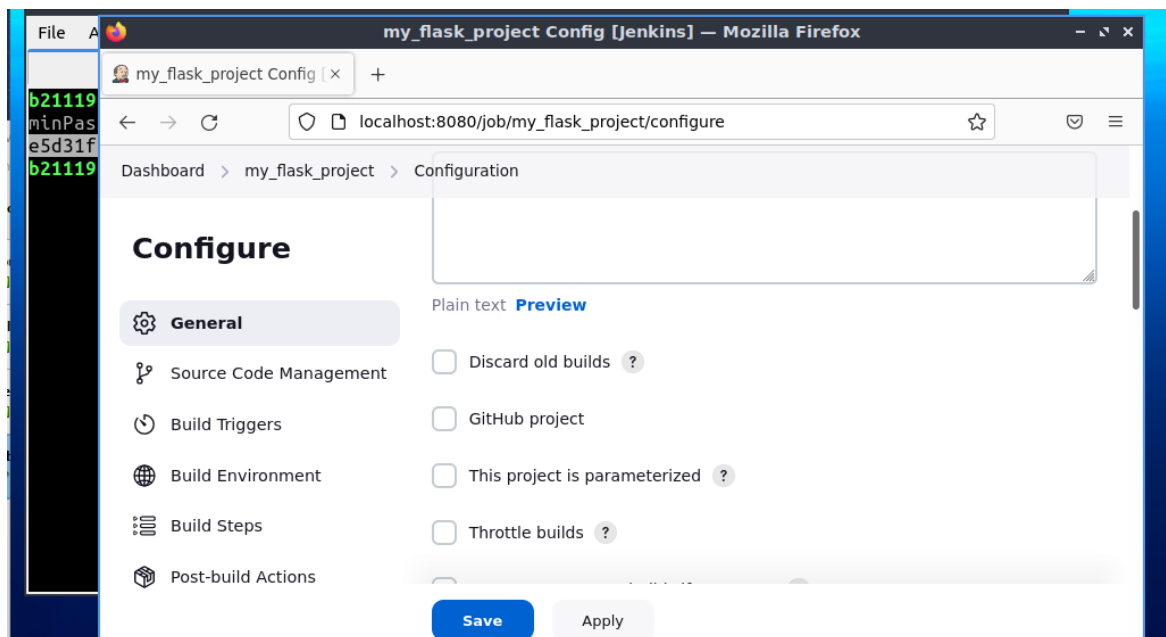 File A
my_flask_project Config [Jenkins] — Mozilla Firefox
my_flask_project Config [
b21119
minPas
e5d31f
b21119
localhost:8080/job/my_flask_project/configure
Dashboard > my_flask_project > Configuration
Configure
Plain text Preview
General
Source Code Management
Build Triggers
Build Environment
Build Steps
Post-build Actions
Discard old builds ?
GitHub project
This project is parameterized ?
Throttle builds ?
Save Apply